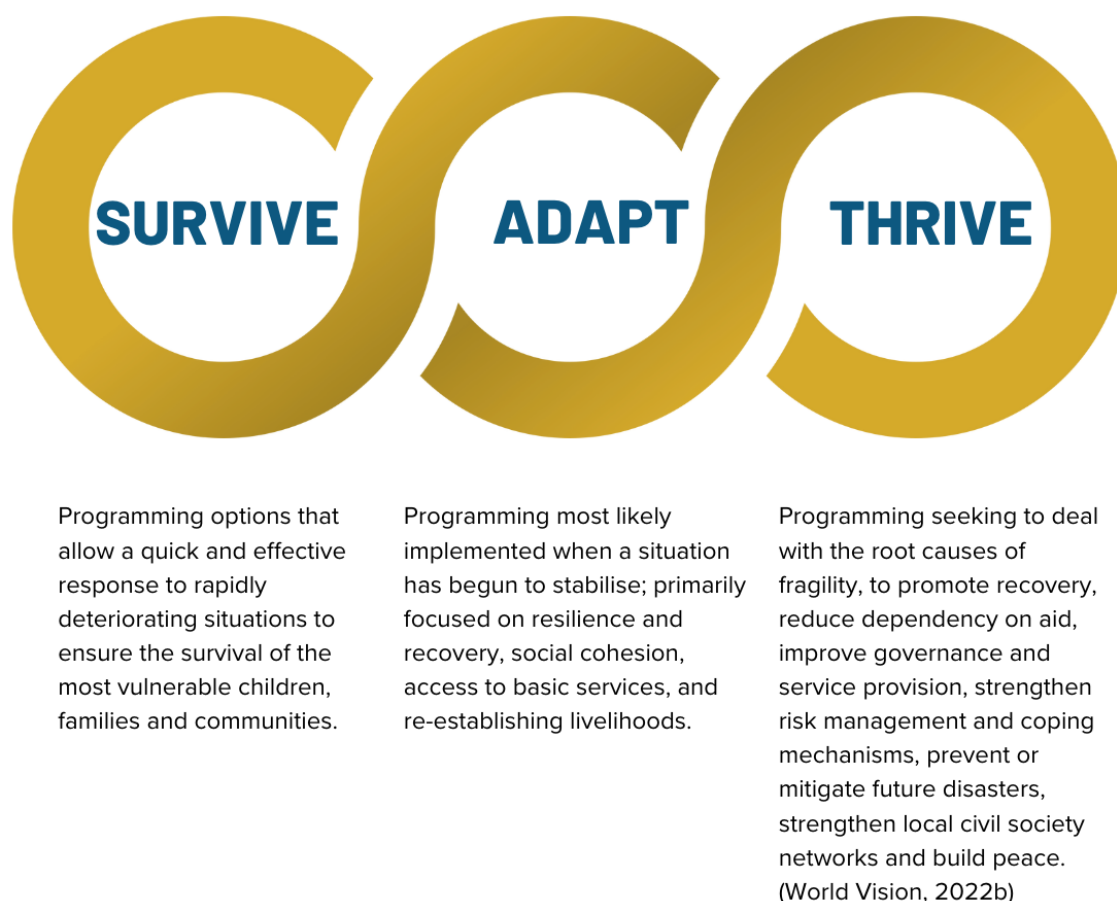 SURVIVE
ADAPT
THRIVE
Programming options that
allow a quick and effective
response to rapidly
deteriorating situations to
ensure the survival of the
most vulnerable children,
families and communities.
Programming most likely
implemented when a situation
has begun to stabilise; primarily
focused on resilience and
recovery, social cohesion,
access to basic services, and
re-establishing livelihoods.
Programming seeking to deal
with the root causes of
fragility, to promote recovery,
reduce dependency on aid,
improve governance and
service provision, strengthen
risk management and coping
mechanisms, prevent or
mitigate future disasters,
strengthen local civil society
networks and build peace.
(World Vision, 2022b)